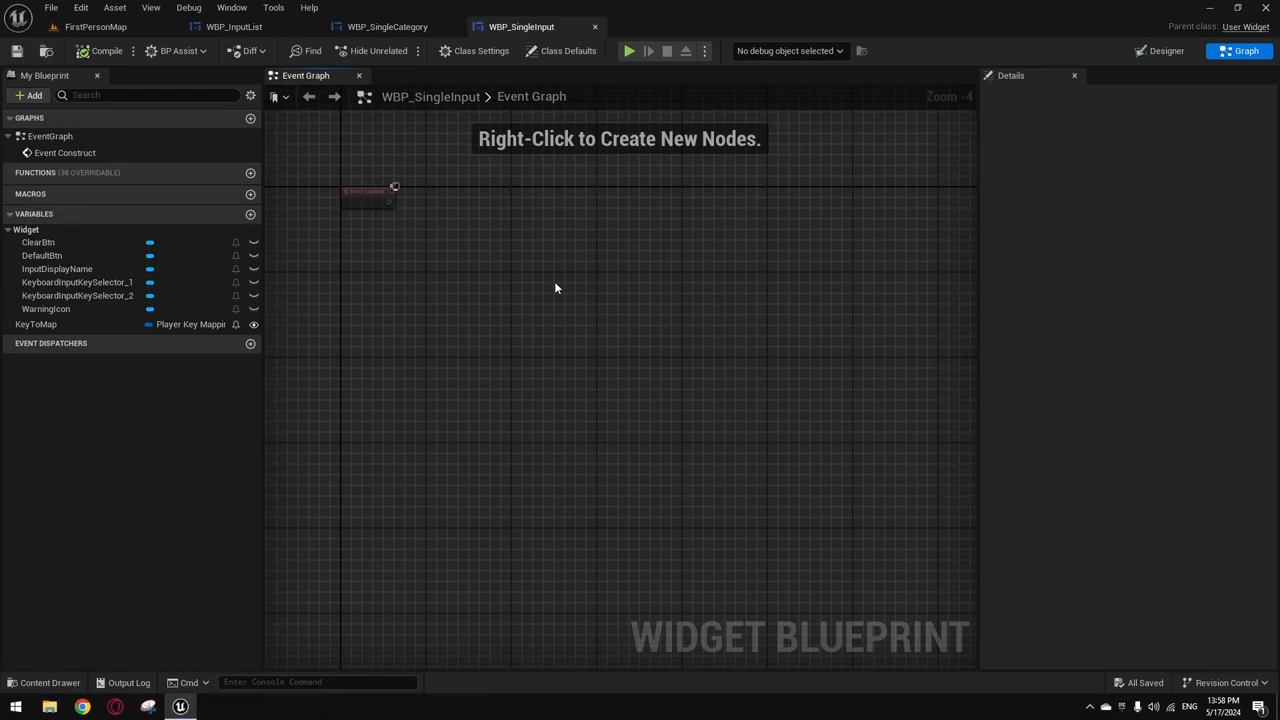 File Edit Asset View Debug Window Tools Help
FirstPersonMap WBP_InputList WBP_SingleCategory WBP_SingleInput Parent class: User Widget
Compile BP Assist Diff Find Hide Unrelated Class Settings Class Defaults No debug object selected Designer Graph
My Blueprint Event Graph Details
Add Search WBP_SingleInput Event Graph Zoom -4
Right-Click to Create New Nodes.
GRAPHS
EventGraph
Event Construct
FUNCTIONS (38 OVERRIDABLE)
MACROS
VARIABLES
Widget
ClearBtn
DefaultBtn
InputDisplayName
KeyboardInputKeySelector_1
KeyboardInputKeySelector_2
WarningIcon
KeyToMap Player Key Mappin
EVENT DISPATCHERS
Event Construct
WIDGET BLUEPRINT
Content Drawer Output Log Cmd Enter Console Command All Saved Revision Control
ENG 13:58 PM
5/17/2024